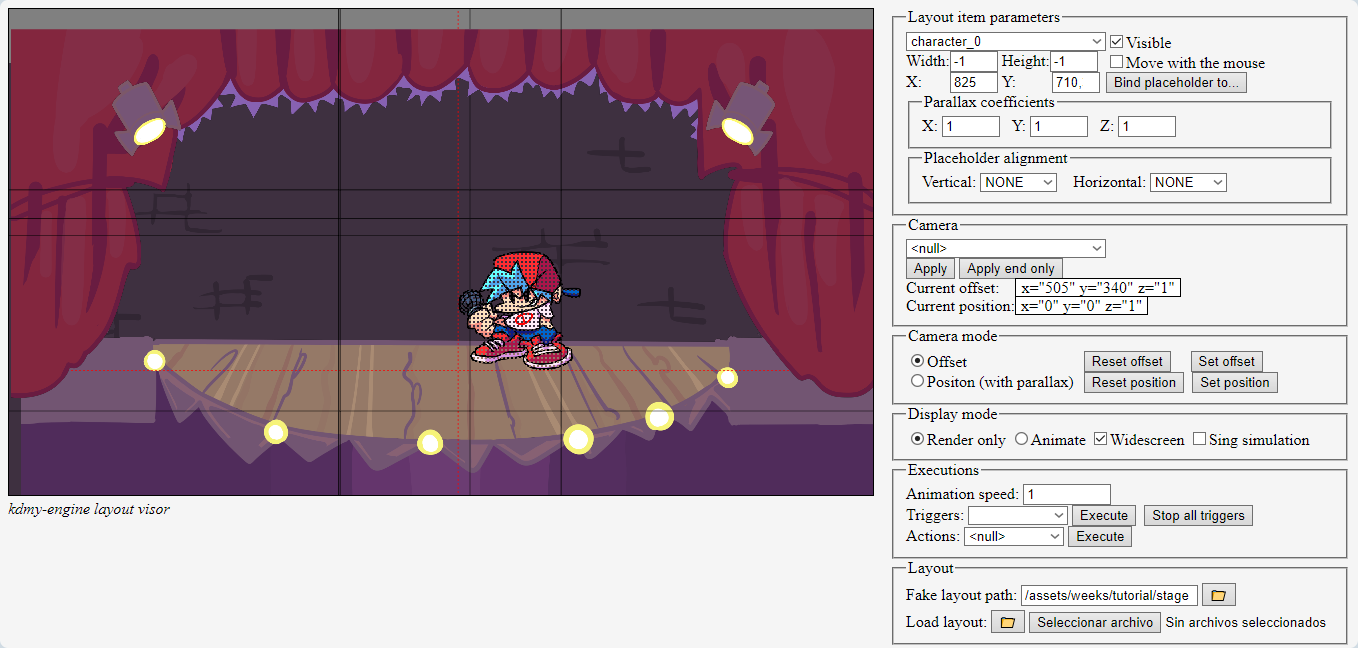 Layout item parameters
character_0 Visible
Width: -1 Height: -1 Move with the mouse
X: 825 Y: 710, Bind placeholder to...
Parallax coefficients
X: 1 Y: 1 Z: 1
Placeholder alignment
Vertical: NONE Horizontal: NONE
Camera
<null>
Apply Apply end only
Current offset: x="505" y="340" z="1"
Current position: x="0" y="0" z="1"
Camera mode
Offset Reset offset Set offset
Positon (with parallax) Reset position Set position
Display mode
Render only Animate Widescreen Sing simulation
Executions
Animation speed: 1
Triggers: Execute Stop all triggers
Actions: <null> Execute
Layout
Fake layout path: /assets/weeks/tutorial/stage
Load layout: Seleccionar archivo Sin archivos seleccionados
kdmy-engine layout visor